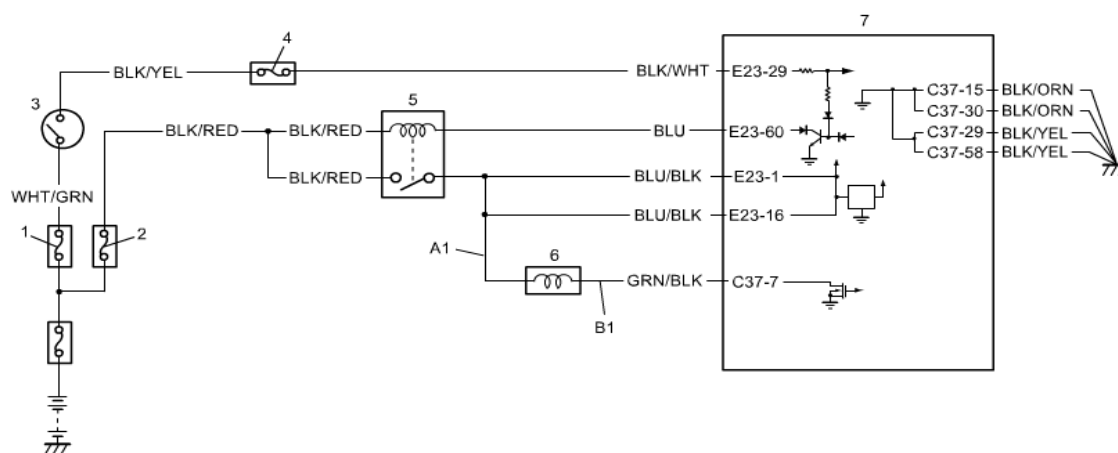 7
4
BLK/YEL
BLK/WHT
E23-29
C37-15
BLK/ORN
3
5
C37-30
BLK/ORN
BLK/RED
BLK/RED
BLU
E23-60
C37-29
BLK/YEL
C37-58
BLK/YEL
BLK/RED
BLU/BLK
E23-1
WHT/GRN
BLU/BLK
E23-16
1
2
A1
6
GRN/BLK
C37-7
B1